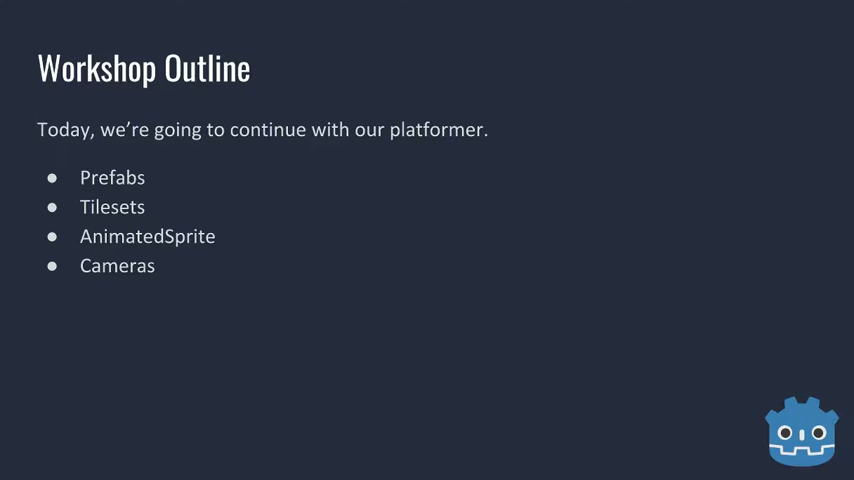 Workshop Outline
Today, we’re going to continue with our platformer.
● Prefabs
● Tilesets
● AnimatedSprite
● Cameras